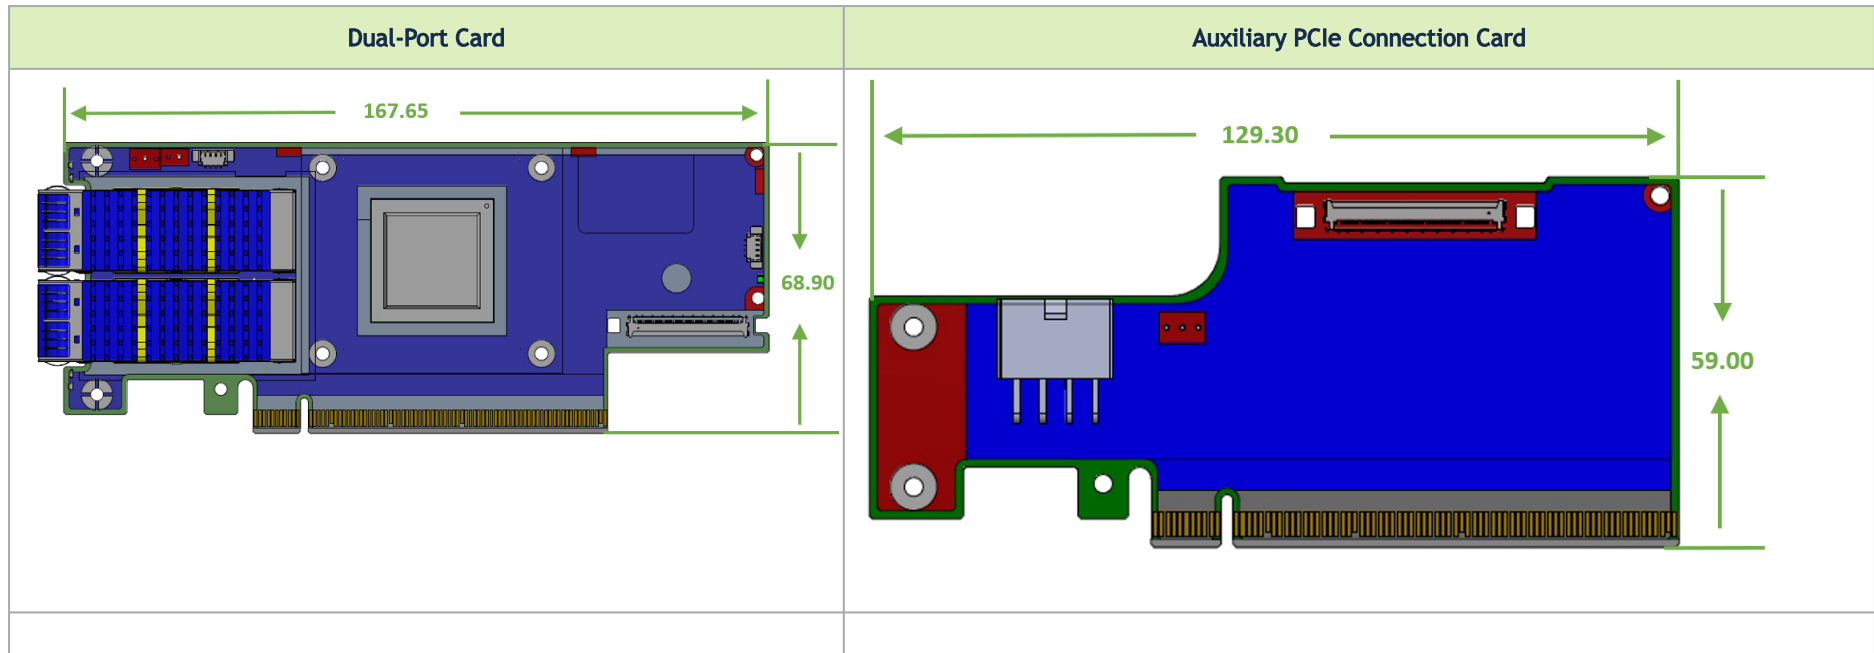 Dual-Port Card
Auxiliary PCIe Connection Card
167.65
68.90
129.30
59.00